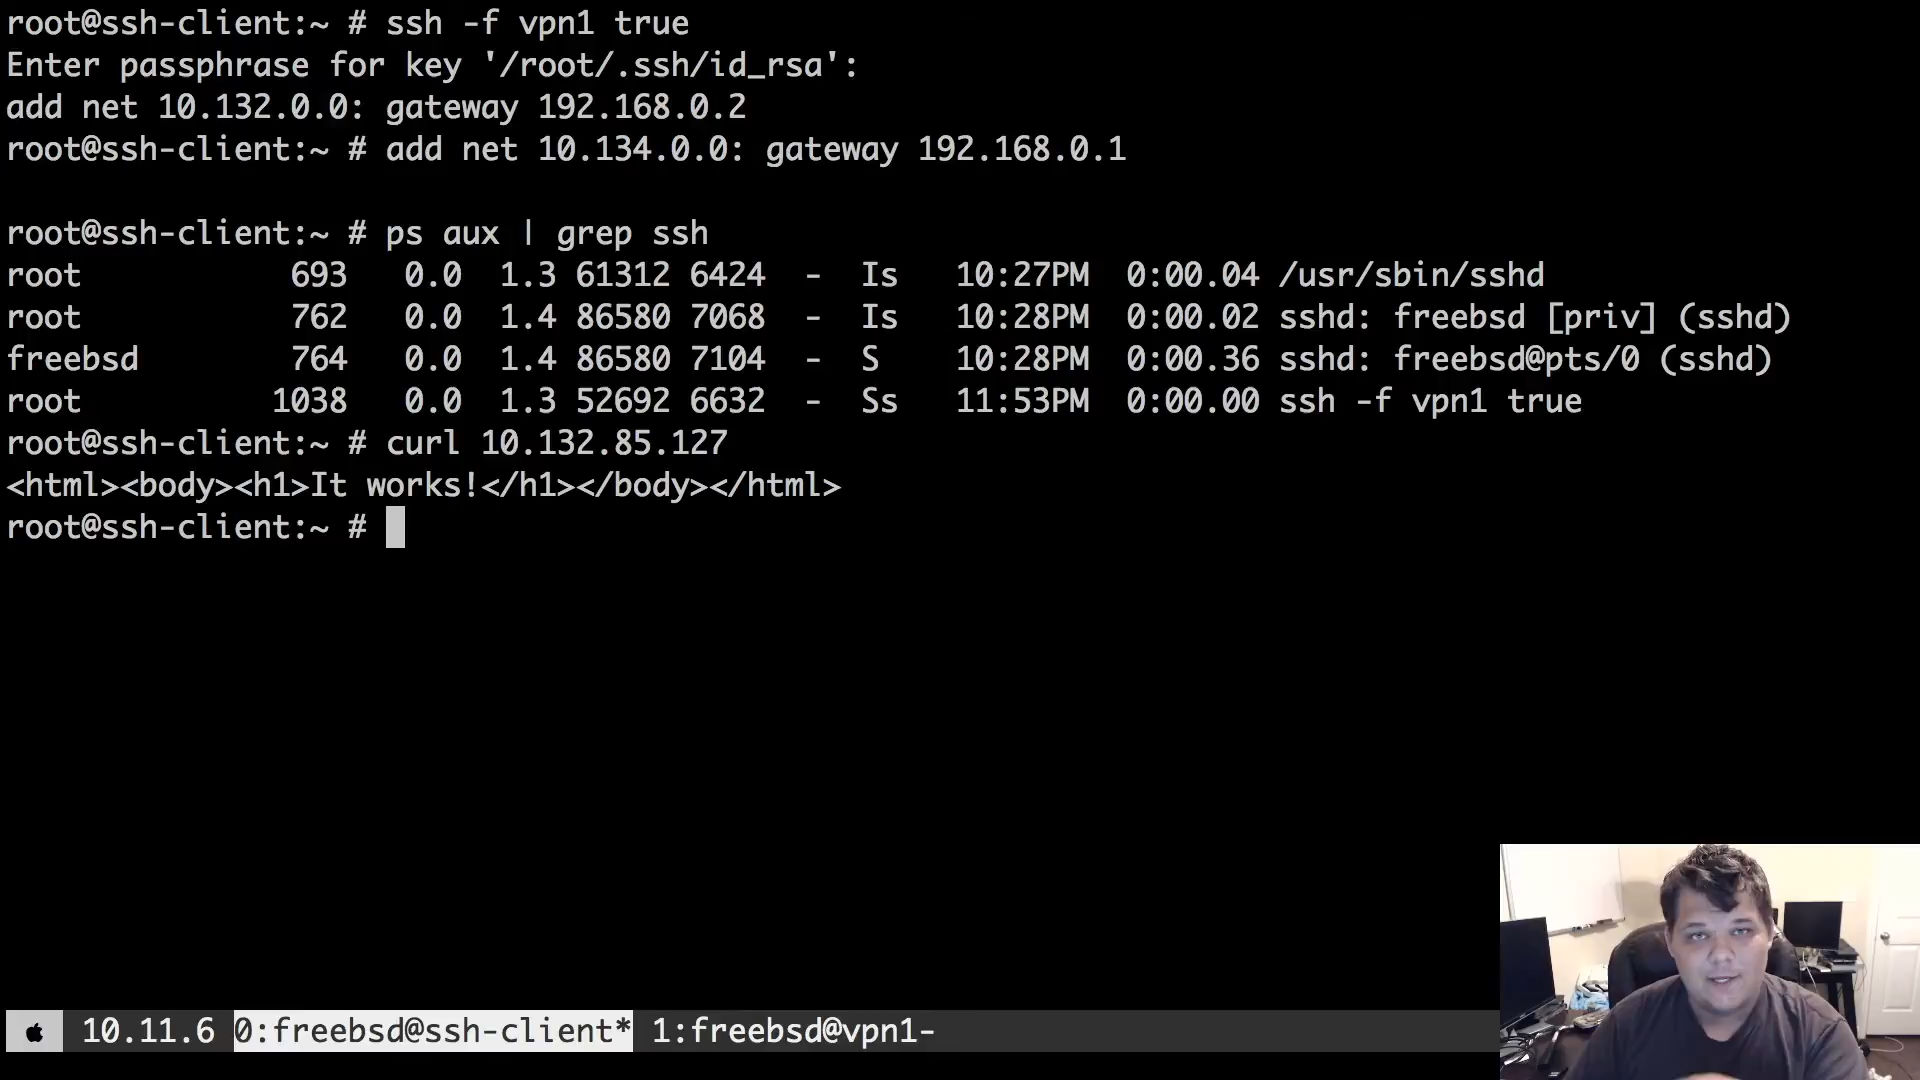 root@ssh-client:~ # ssh -f vpn1 true
Enter passphrase for key '/root/.ssh/id_rsa':
add net 10.132.0.0: gateway 192.168.0.2
root@ssh-client:~ # add net 10.134.0.0: gateway 192.168.0.1
root@ssh-client:~ # ps aux | grep ssh
root 693 0.0 1.3 61312 6424 - Is 10:27PM 0:00.04 /usr/sbin/sshd
root 762 0.0 1.4 86580 7068 - Is 10:28PM 0:00.02 sshd: freebsd [priv] (sshd)
freebsd 764 0.0 1.4 86580 7104 - S 10:28PM 0:00.36 sshd: freebsd@pts/0 (sshd)
root 1038 0.0 1.3 52692 6632 - Ss 11:53PM 0:00.00 ssh -f vpn1 true
root@ssh-client:~ # curl 10.132.85.127
<html><body><h1>It works!</h1></body></html>
root@ssh-client:~ #
10.11.6 0:freebsd@ssh-client* 1:freebsd@vpn1-